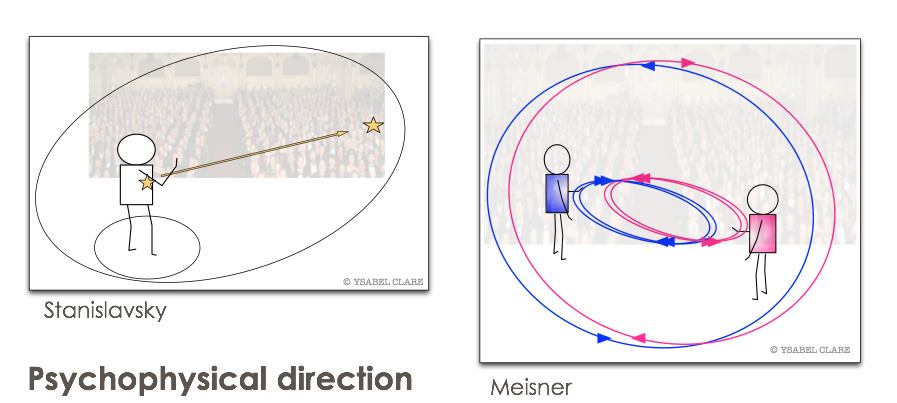 © YSABEL CLARE
Stanislavsky
Psychophysical direction
© YSABEL CLARE
Meisner